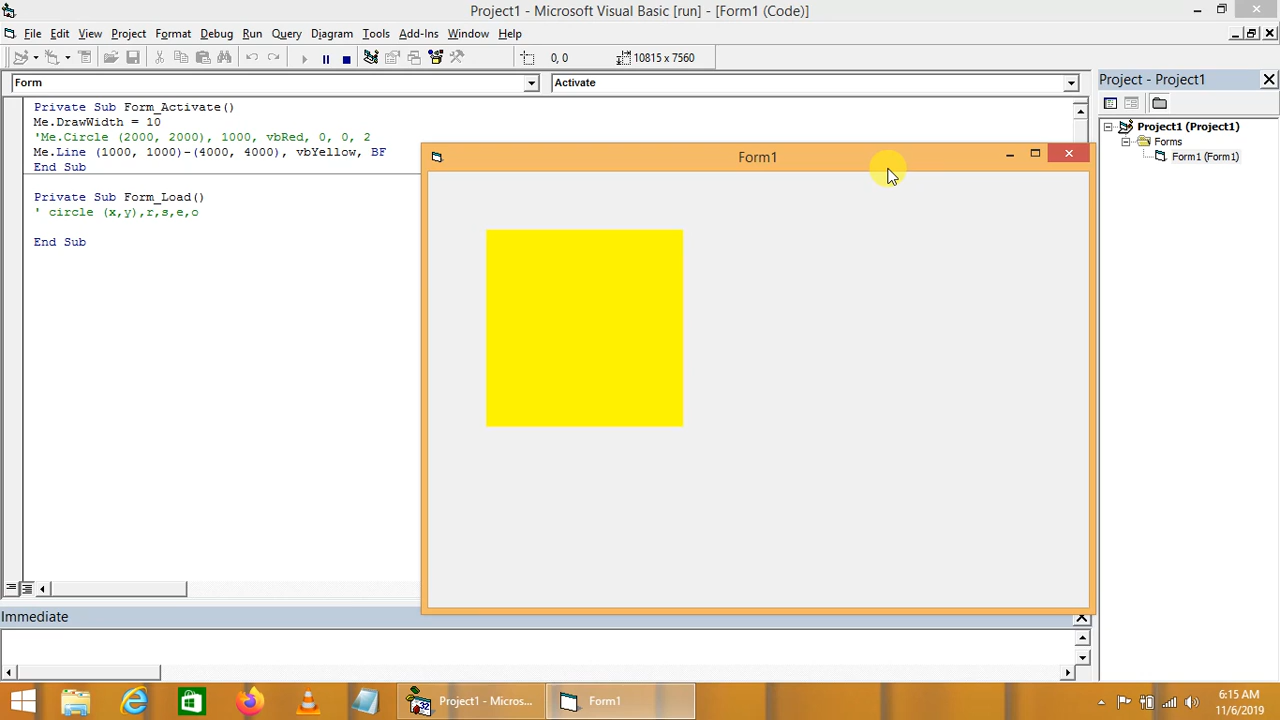 Project1 - Microsoft Visual Basic [run] - [Form1 (Code)]
File Edit View Project Format Debug Run Query Diagram Tools Add-Ins Window Help
0, 0
10815 x 7560
Form
Activate
Project - Project1
Private Sub Form_Activate()
Me.DrawWidth = 10
'Me.Circle (2000, 2000), 1000, vbRed, 0, 0, 2
Me.Line (1000, 1000)-(4000, 4000), vbYellow, BF
End Sub
Private Sub Form_Load()
' circle (x,y),r,s,e,o
End Sub
Form1
Project1 (Project1)
Forms
Form1 (Form1)
Immediate
Project1 - Micros...
Form1
6:15 AM
11/6/2019